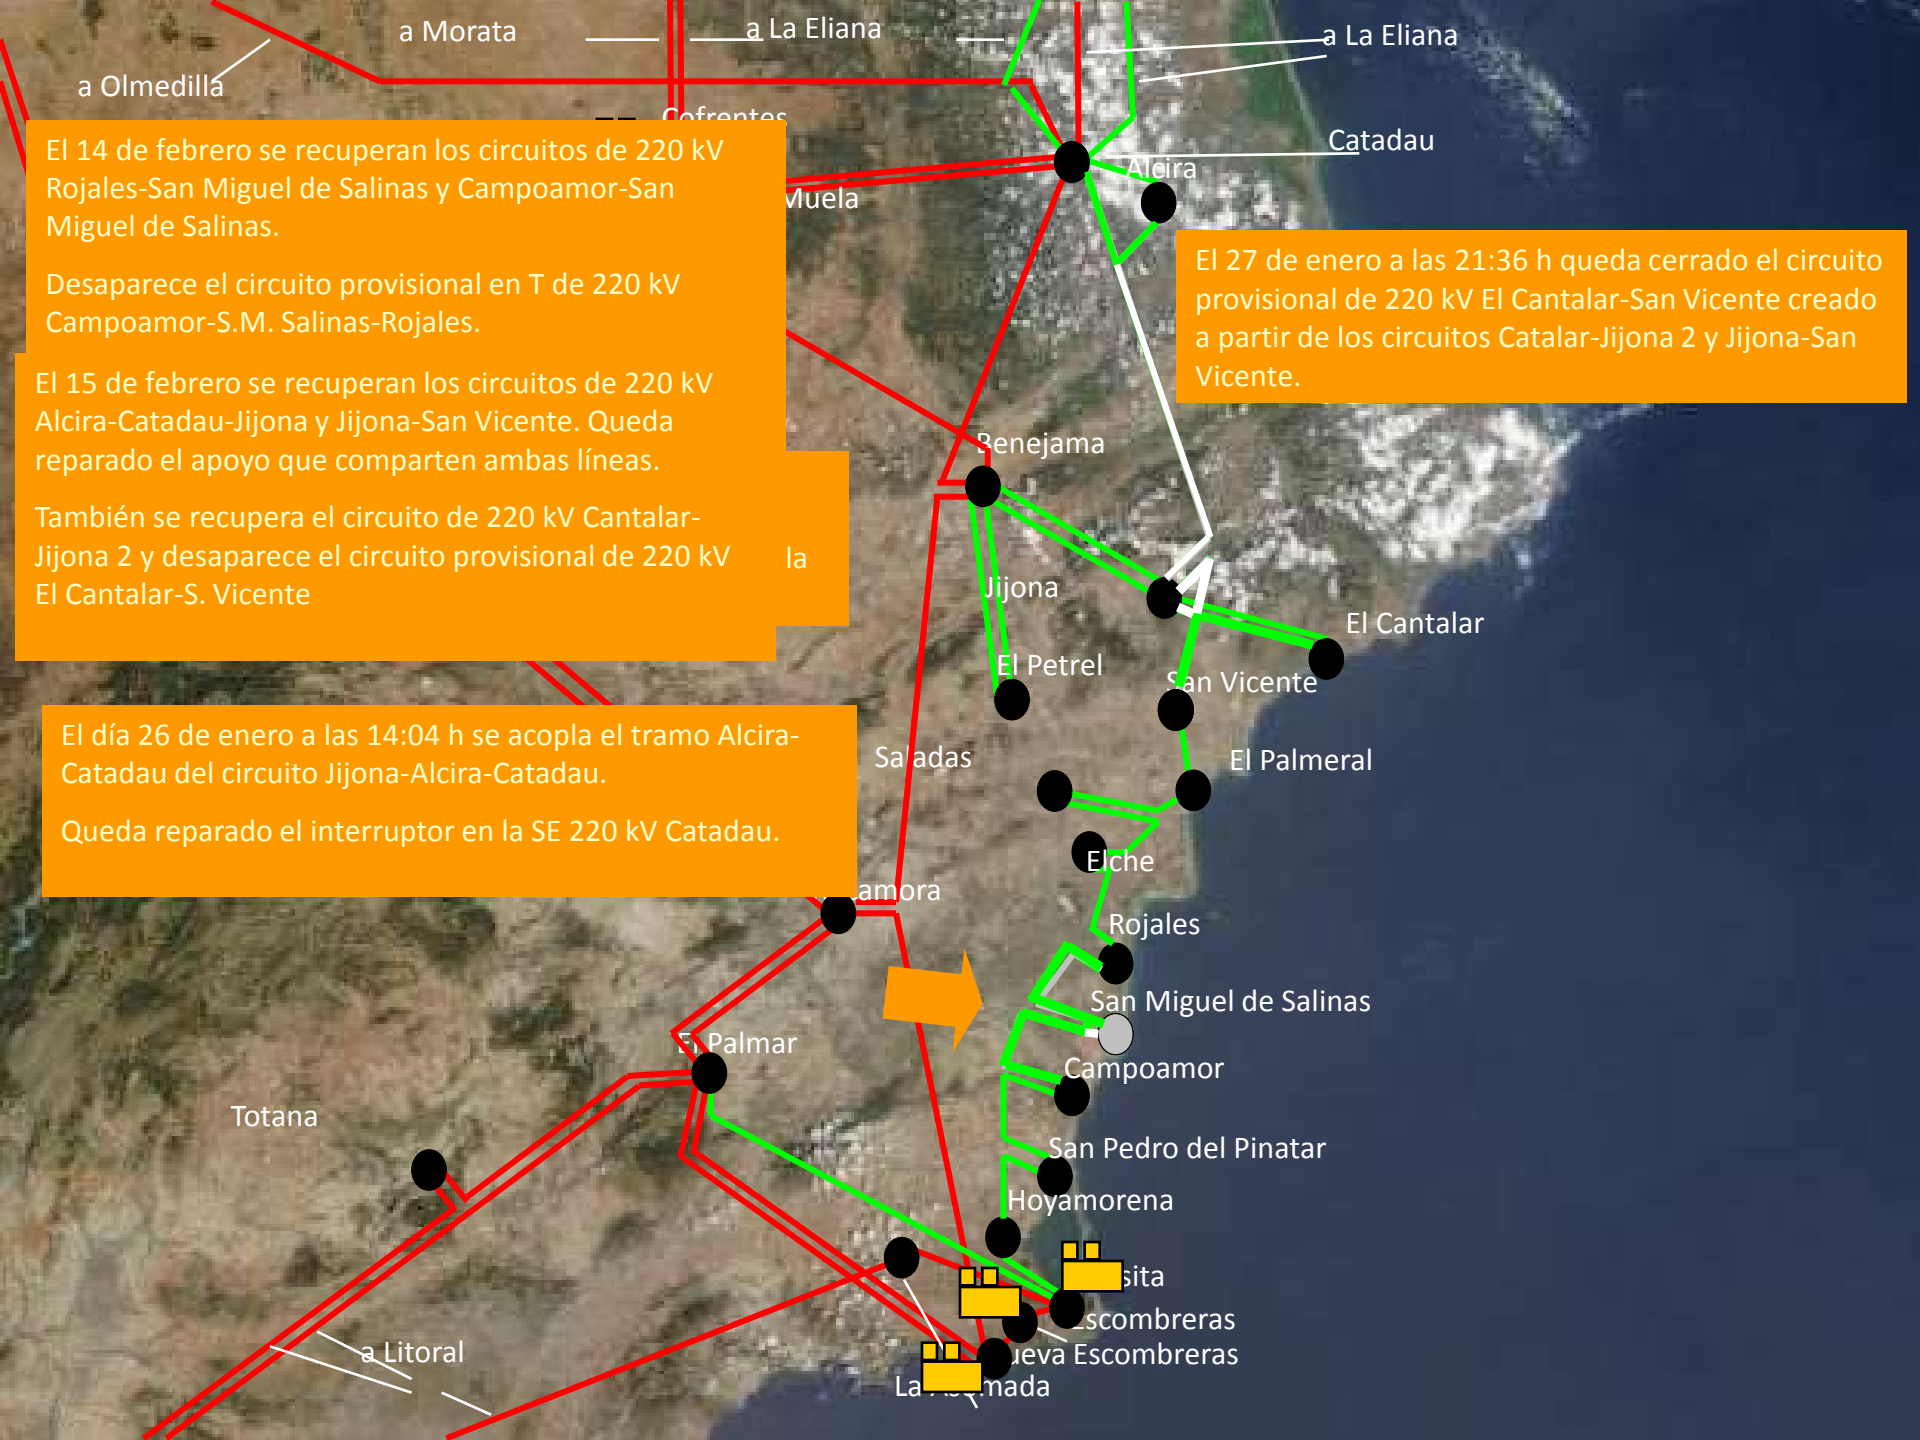 a Morata
a La Eliana
a La Eliana
a Olmedilla
Cofrentes
Catadau
Alcira
Muela
El 14 de febrero se recuperan los circuitos de 220 kV
Rojales-San Miguel de Salinas y Campoamor-San
Miguel de Salinas.
Desaparece el circuito provisional en T de 220 kV
Campoamor-S.M. Salinas-Rojales.
El 27 de enero a las 21:36 h queda cerrado el circuito
provisional de 220 kV El Cantalar-San Vicente creado
a partir de los circuitos Catalar-Jijona 2 y Jijona-San
Vicente.
El 15 de febrero se recuperan los circuitos de 220 kV
Alcira-Catadau-Jijona y Jijona-San Vicente. Queda
reparado el apoyo que comparten ambas líneas.
También se recupera el circuito de 220 kV Cantalar-
Jijona 2 y desaparece el circuito provisional de 220 kV
El Cantalar-S. Vicente
la
Benejama
Jijona
El Cantalar
El Petrel
San Vicente
El día 26 de enero a las 14:04 h se acopla el tramo Alcira-
Catadau del circuito Jijona-Alcira-Catadau.
Queda reparado el interruptor en la SE 220 kV Catadau.
Saladas
El Palmeral
Elche
Rojales
San Miguel de Salinas
El Palmar
Campoamor
Totana
San Pedro del Pinatar
Hoyamorena
Escombreras
a Litoral
Escombreras
La Asomada